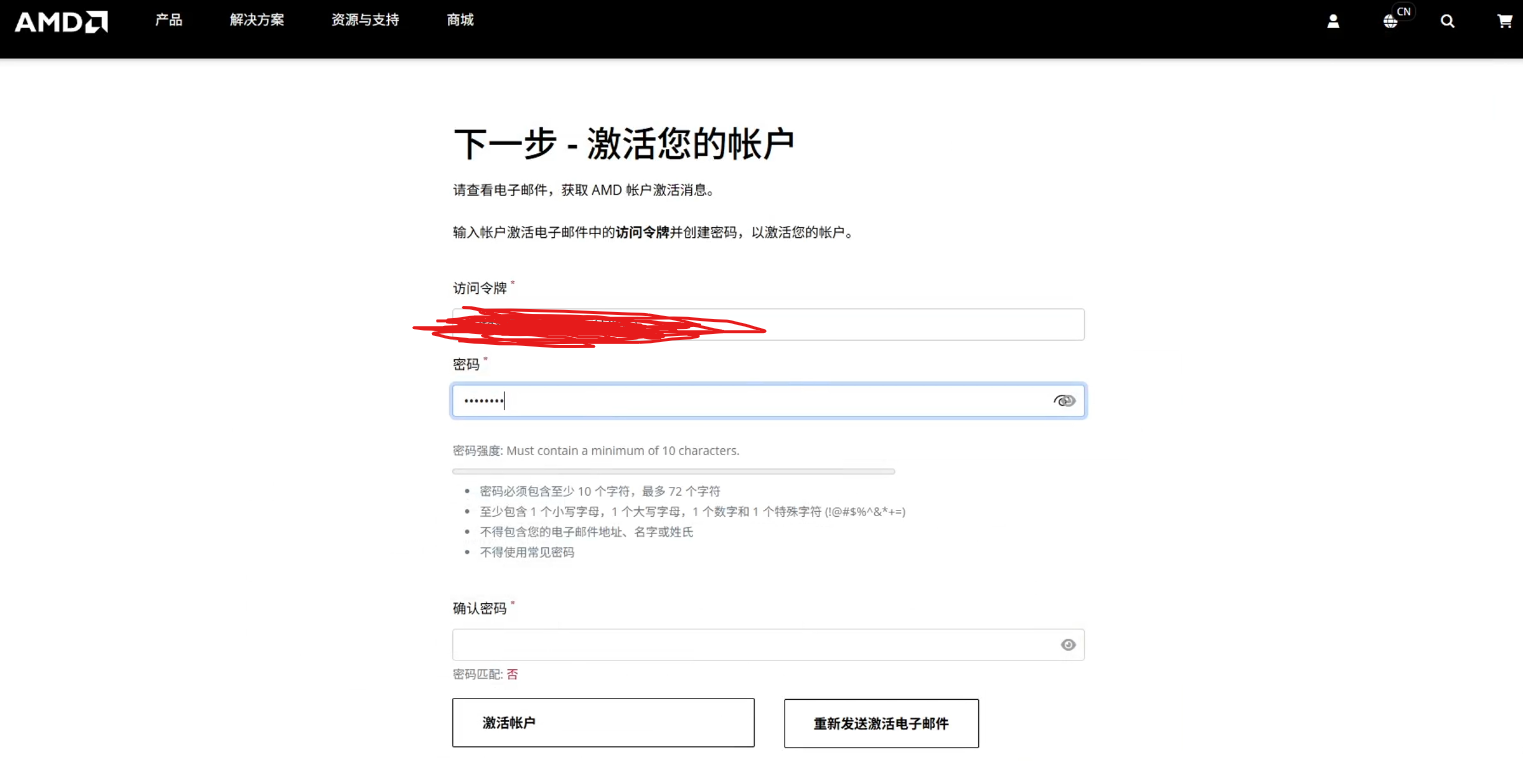 AMD 产品 解决方案 资源与支持 商城 CN
下一步 - 激活您的帐户
请查看电子邮件，获取 AMD 帐户激活消息。
输入帐户激活电子邮件中的访问令牌并创建密码，以激活您的帐户。
访问令牌 *
密码 *
••••••••
密码强度: Must contain a minimum of 10 characters.
• 密码必须包含至少 10 个字符，最多 72 个字符
• 至少包含 1 个小写字母，1 个大写字母，1 个数字和 1 个特殊字符 (!@#$%^&*+=)
• 不得包含您的电子邮件地址、名字或姓氏
• 不得使用常见密码
确认密码 *
密码匹配: 否
激活帐户 重新发送激活电子邮件